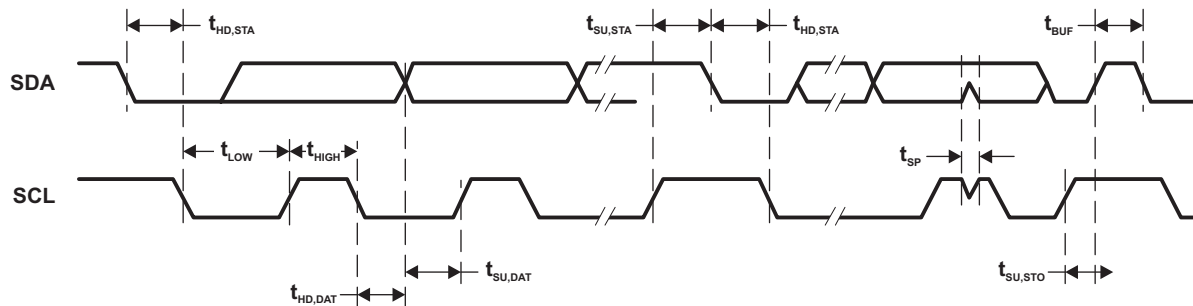 tHD,STA
tSU,STA
tHD,STA
tBUF
SDA
tLOW
tHIGH
tSP
SCL
tSU,DAT
tSU,STO
tHD,DAT